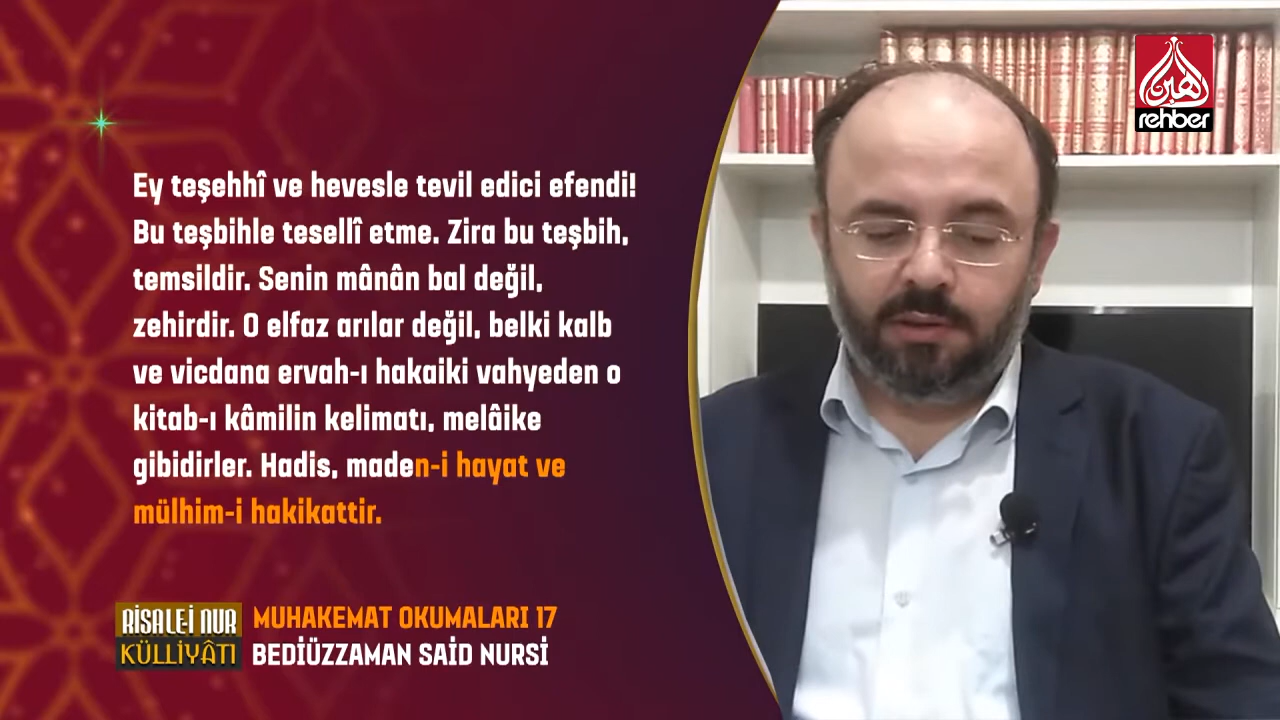 Ey teşehhî ve hevesle tevil edici efendi!
Bu teşbihle tesellî etme. Zira bu teşbih,
temsildir. Senin mânân bal değil,
zehirdir. O elfaz arılar değil, belki kalb
ve vicdana ervah-ı hakaiki vahyeden o
kitab-ı kâmilin kelimatı, melâike
gibidirler. Hadis, maden-i hayat ve
mülhim-i hakikattir.
RİSALE-İ NUR
KÜLLİYÂTI
MUHAKEMAT OKUMALARI 17
BEDİÜZZAMAN SAİD NURSİ
rehber